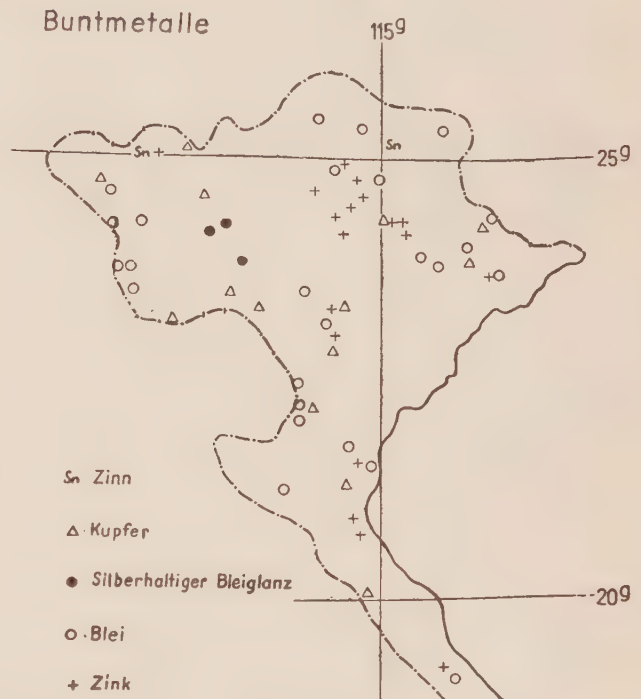 Buntmetalle
115g
Sn +
Sn
25g
Sn Zinn
Δ Kupfer
● Silberhaltiger Bleiglanz
○ Blei
+ Zink
20g